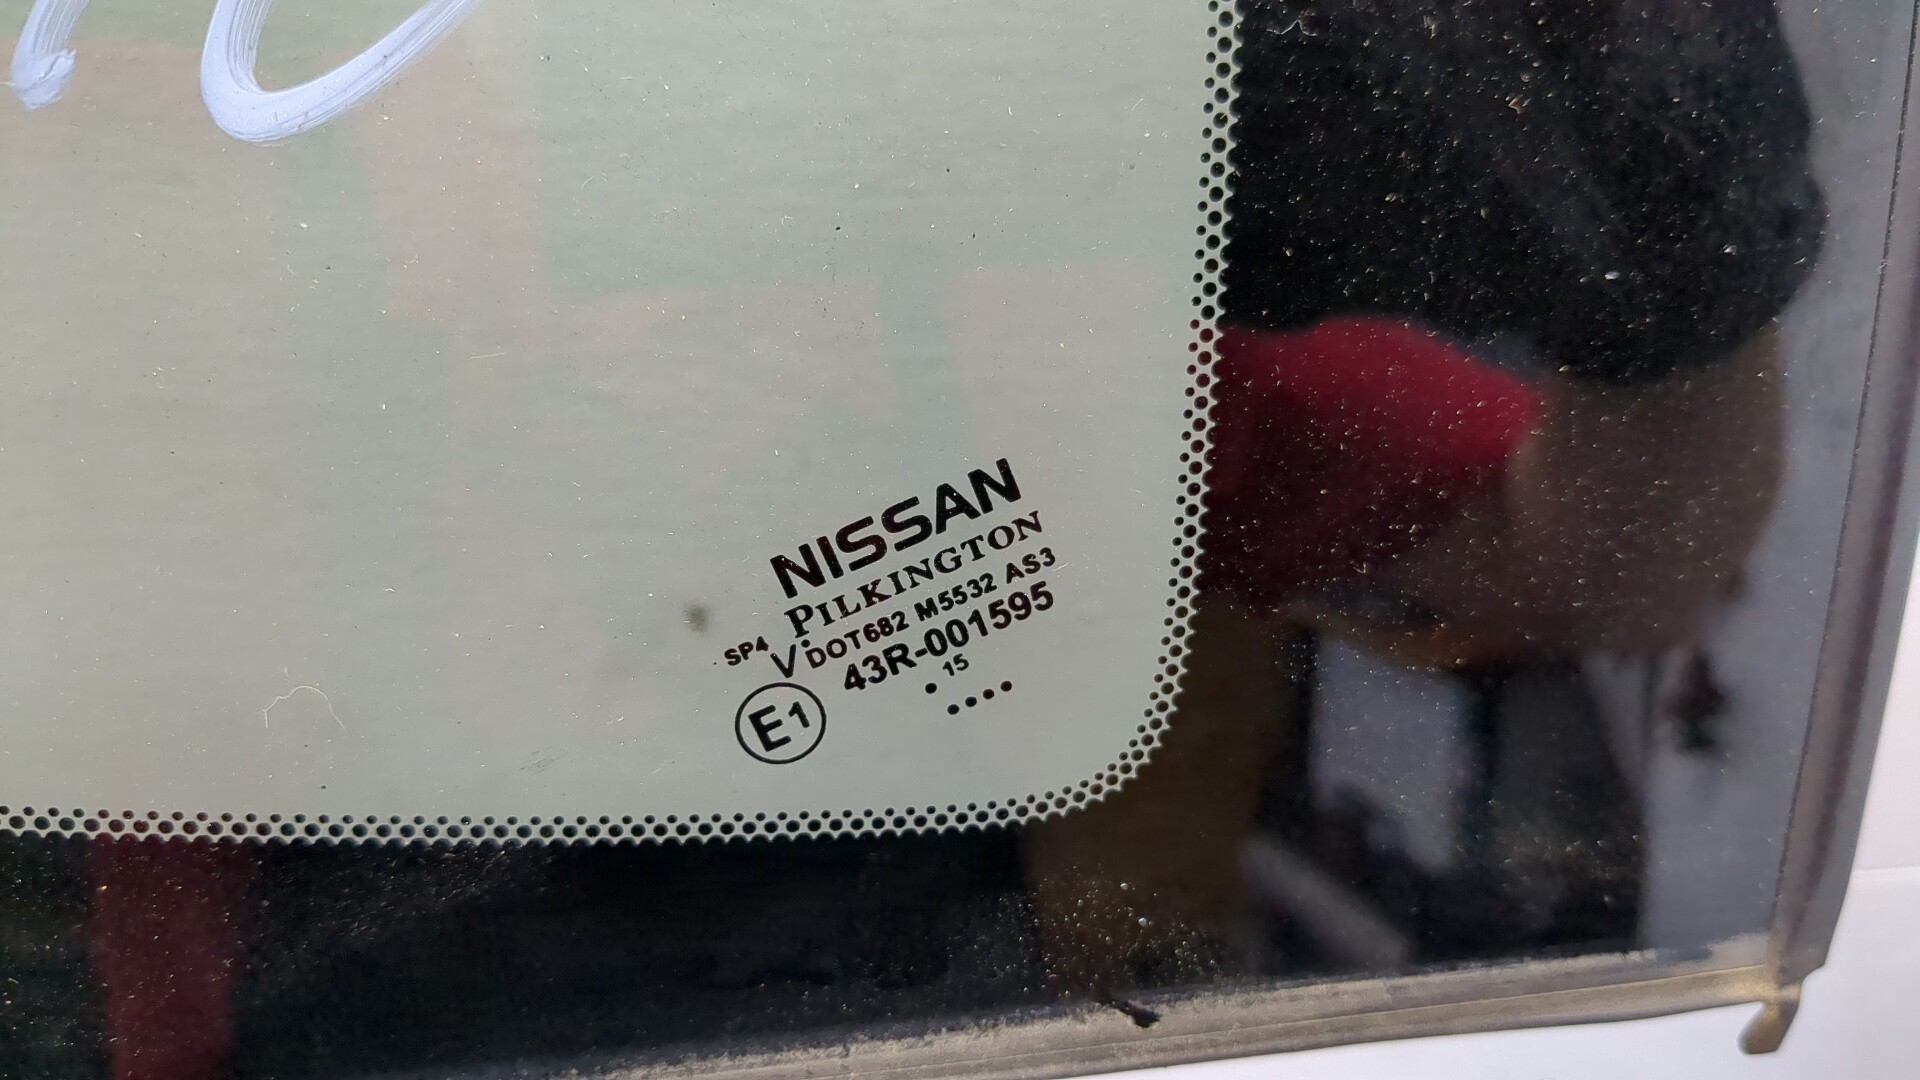 NISSAN
PILKINGTON
SP4 V DOT682 M5532 AS3
43R-001595
E1 . 15
....